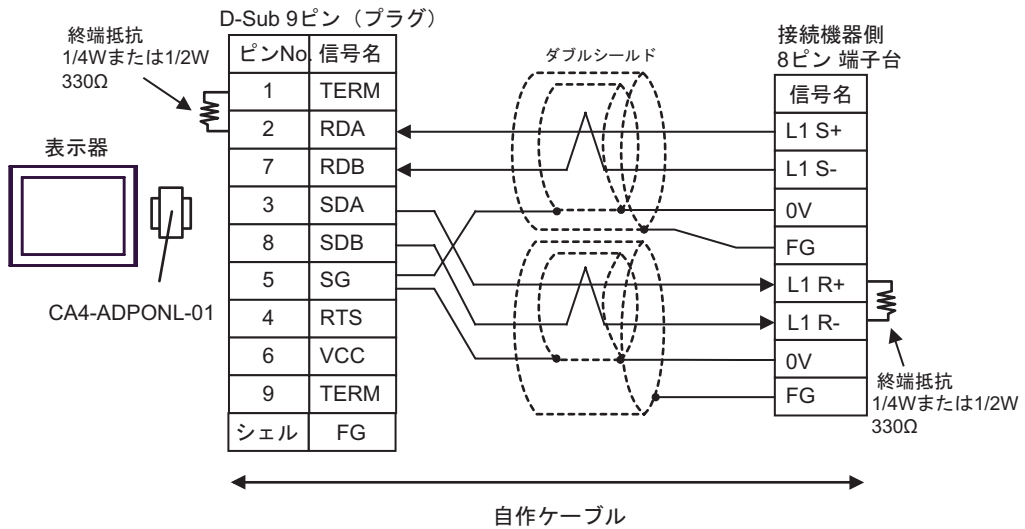 D-Sub 9ピン（プラグ）
終端抵抗
1/4Wまたは1/2W
330Ω
ピンNo. 信号名
1 TERM
2 RDA
7 RDB
3 SDA
8 SDB
5 SG
4 RTS
6 VCC
9 TERM
シェル FG
表示器
CA4-ADPONL-01
ダブルシールド
接続機器側
8ピン 端子台
信号名
L1 S+
L1 S-
0V
FG
L1 R+
L1 R-
0V
FG
終端抵抗
1/4Wまたは1/2W
330Ω
自作ケーブル